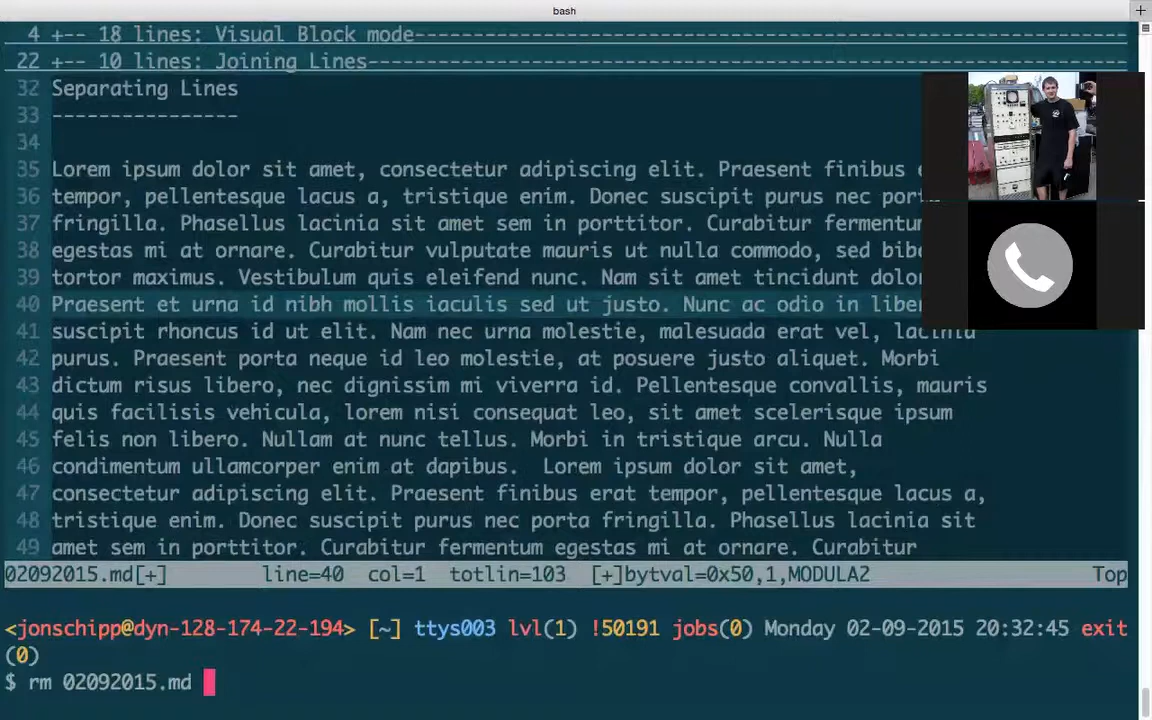 bash
4 +-- 18 lines: Visual Block mode-------------------------------------------------------------
22 +-- 10 lines: Joining Lines-----------------------------------------------------------------
32 Separating Lines
33 ----------------
34
35 Lorem ipsum dolor sit amet, consectetur adipiscing elit. Praesent finibus
36 tempor, pellentesque lacus a, tristique enim. Donec suscipit purus nec
37 fringilla. Phasellus lacinia sit amet sem in porttitor. Curabitur
38 egestas mi at ornare. Curabitur vulputate mauris ut nulla commodo, sed
39 tortor maximus. Vestibulum quis eleifend nunc. Nam sit amet tincidunt
40 Praesent et urna id nibh mollis iaculis sed ut justo. Nunc ac odio in
41 suscipit rhoncus id ut elit. Nam nec urna molestie, malesuada erat vel, lacinia
42 purus. Praesent porta neque id leo molestie, at posuere justo aliquet. Morbi
43 dictum risus libero, nec dignissim mi viverra id. Pellentesque convallis, mauris
44 quis facilisis vehicula, lorem nisi consequat leo, sit amet scelerisque ipsum
45 felis non libero. Nullam at nunc tellus. Morbi in tristique arcu. Nulla
46 condimentum ullamcorper enim at dapibus.  Lorem ipsum dolor sit amet,
47 consectetur adipiscing elit. Praesent finibus erat tempor, pellentesque lacus a,
48 tristique enim. Donec suscipit purus nec porta fringilla. Phasellus lacinia sit
49 amet sem in porttitor. Curabitur fermentum egestas mi at ornare. Curabitur
02092015.md[+] line=40 col=1 totlin=103 [+]bytval=0x50,1,MODULA2 Top
<jonschipp@dyn-128-174-22-194> [~] ttys003 lvl(1) !50191 jobs(0) Monday 02-09-2015 20:32:45 exit
(0)
$ rm 02092015.md